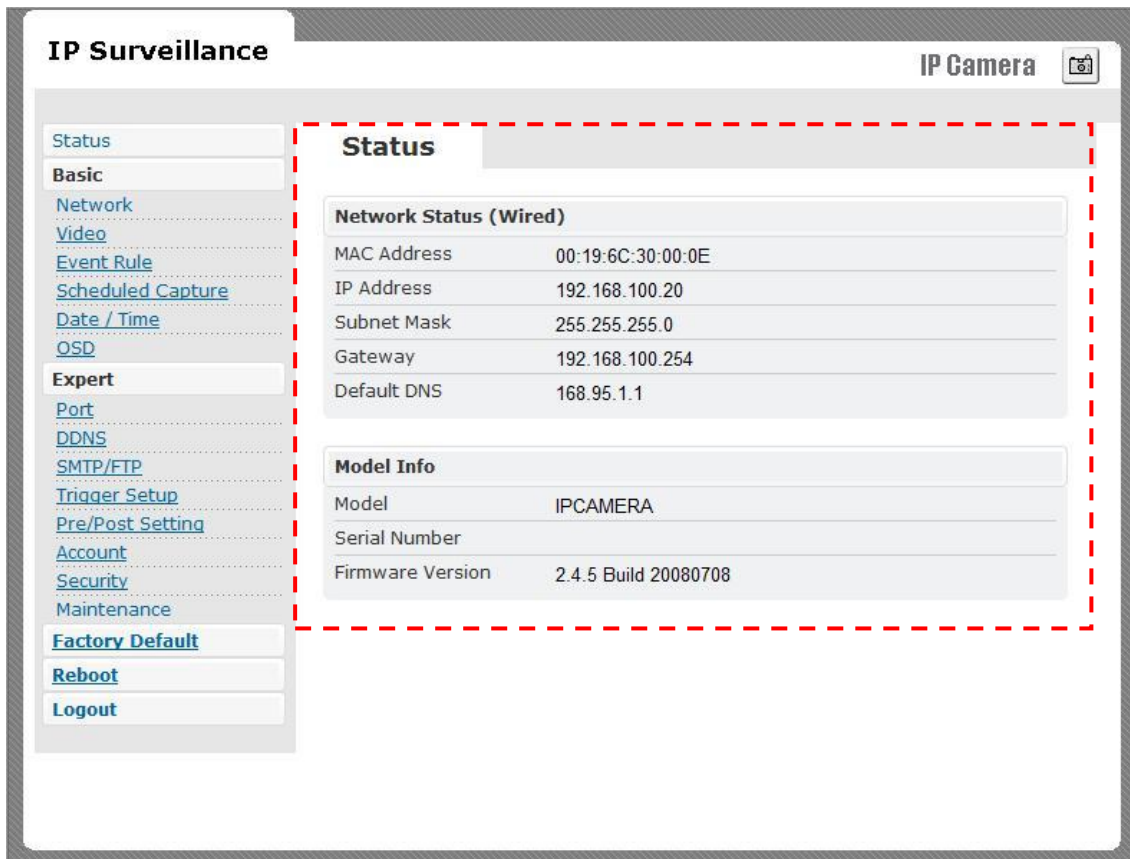 IP Surveillance
IP Camera
Status
Basic
Network
Video
Event Rule
Scheduled Capture
Date / Time
OSD
Expert
Port
DDNS
SMTP/FTP
Trigger Setup
Pre/Post Setting
Account
Security
Maintenance
Factory Default
Reboot
Logout
Status
Network Status (Wired)
MAC Address 00:19:6C:30:00:0E
IP Address 192.168.100.20
Subnet Mask 255.255.255.0
Gateway 192.168.100.254
Default DNS 168.95.1.1
Model Info
Model IPCAMERA
Serial Number
Firmware Version 2.4.5 Build 20080708